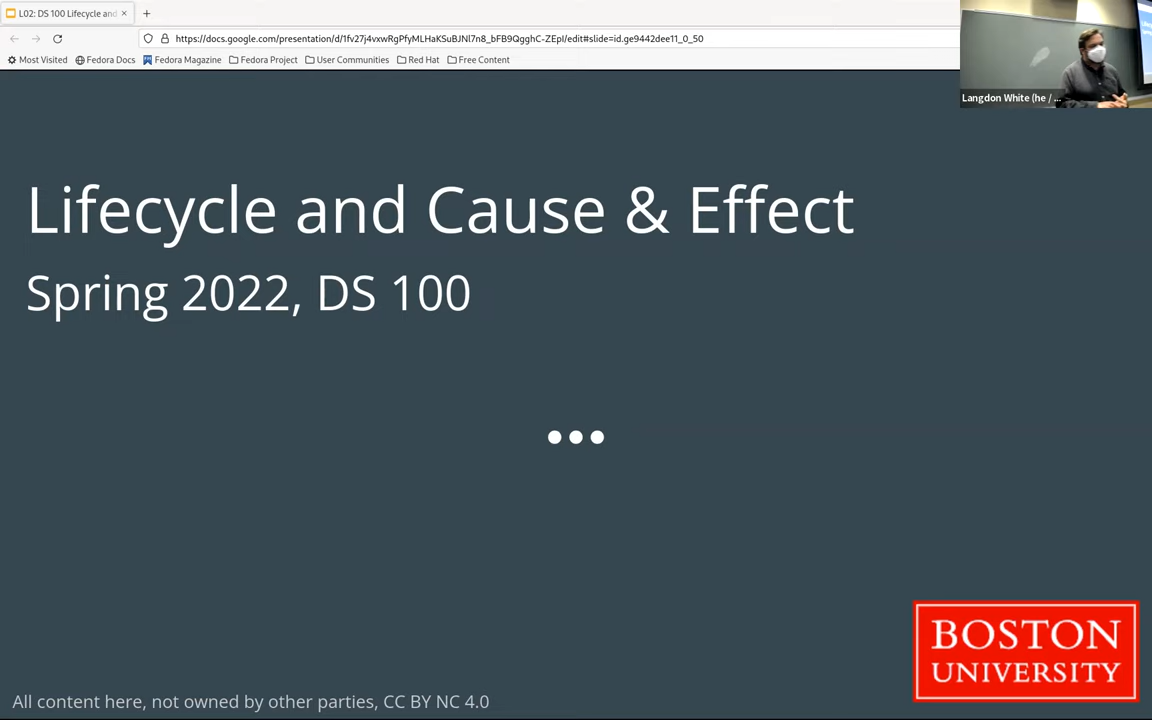 L02: DS 100 Lifecycle and
https://docs.google.com/presentation/d/1fv27j4vxwRgPfyMLHaKSuBJNl7n8_bFB9QgghC-ZEpI/edit#slide=id.ge9442dee11_0_50
Most Visited Fedora Docs Fedora Magazine Fedora Project User Communities Red Hat Free Content
Langdon White (he / ...
Lifecycle and Cause & Effect
Spring 2022, DS 100
BOSTON
UNIVERSITY
All content here, not owned by other parties, CC BY NC 4.0